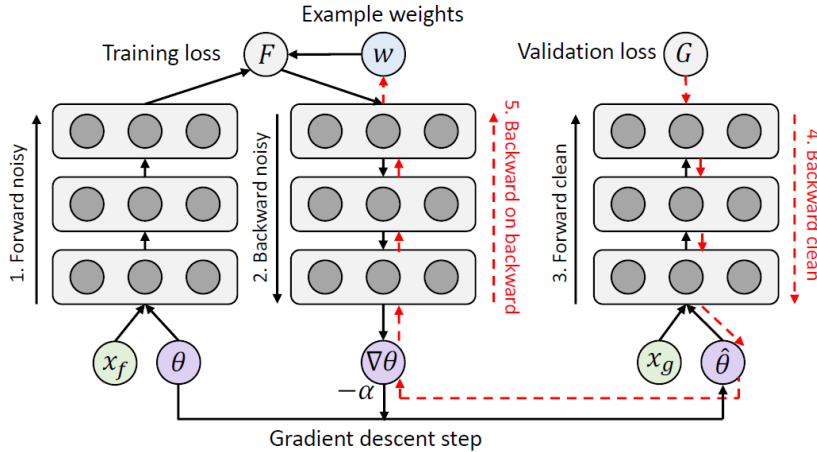 Example weights
Training loss
F
w
Validation loss
G
1. Forward noisy
2. Backward noisy
5. Backward on backward
3. Forward clean
4. Backward clean
x_f
θ
∇θ
x_g
θ̂
−α
Gradient descent step